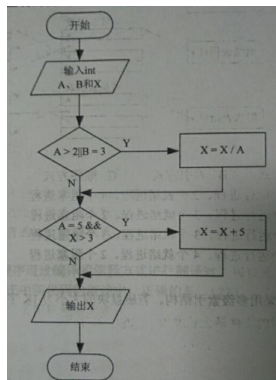 开始
输入int
A、B和X
A>2||B=3
Y
X=X/A
N
A=5 &&
X>3
Y
X=X+5
N
输出X
结束